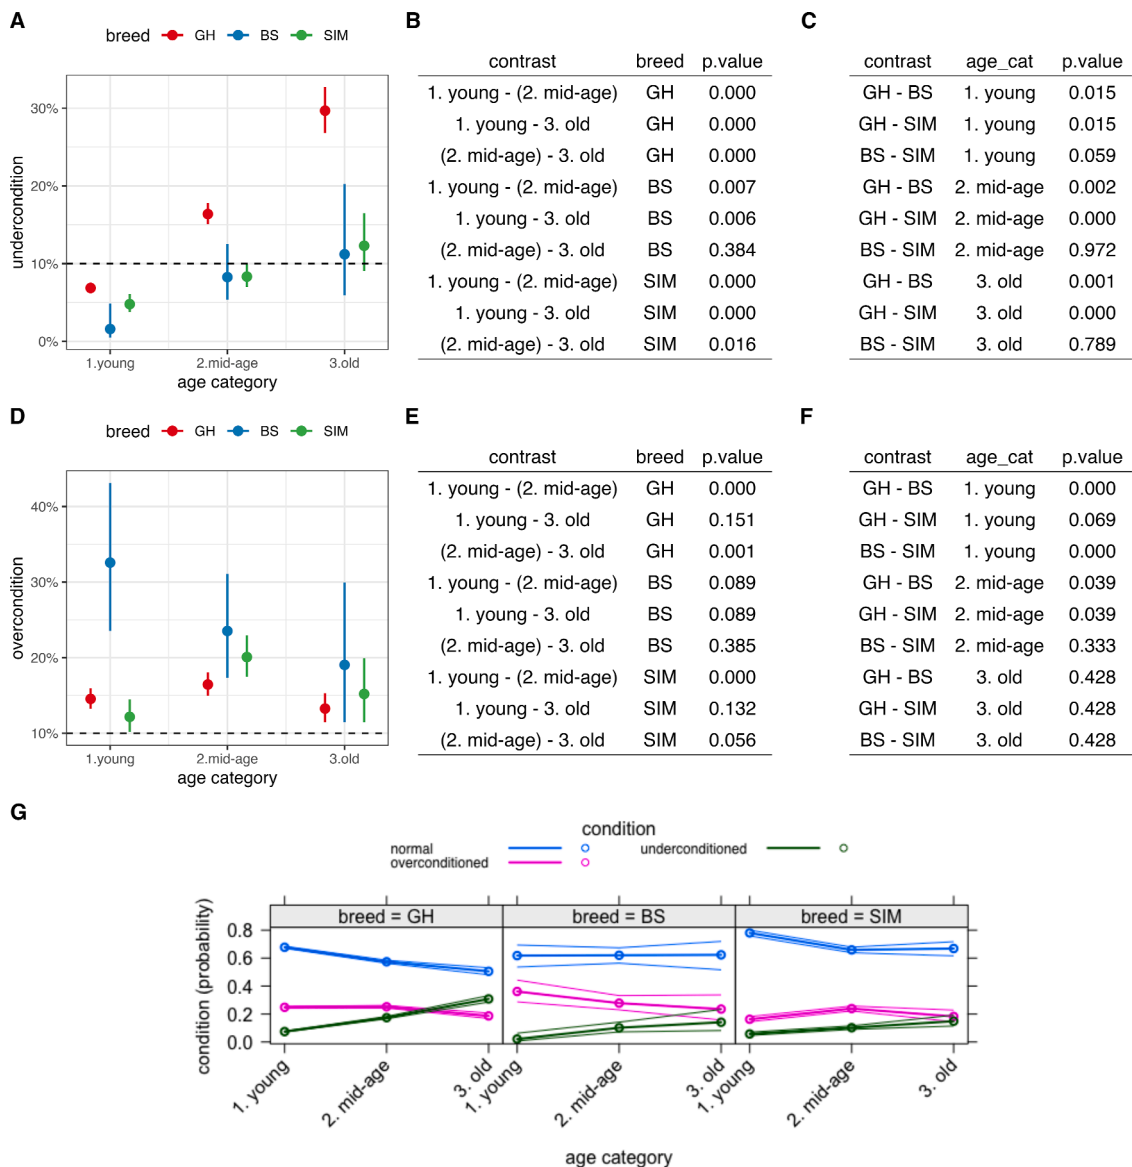 A
breed GH BS SIM
30%
20%
10%
0%
undercondition
1.young 2.mid-age 3.old
age category
B
contrast breed p.value
1. young - (2. mid-age) GH 0.000
1. young - 3. old GH 0.000
(2. mid-age) - 3. old GH 0.000
1. young - (2. mid-age) BS 0.007
1. young - 3. old BS 0.006
(2. mid-age) - 3. old BS 0.384
1. young - (2. mid-age) SIM 0.000
1. young - 3. old SIM 0.000
(2. mid-age) - 3. old SIM 0.016
C
contrast age_cat p.value
GH - BS 1. young 0.015
GH - SIM 1. young 0.015
BS - SIM 1. young 0.059
GH - BS 2. mid-age 0.002
GH - SIM 2. mid-age 0.000
BS - SIM 2. mid-age 0.972
GH - BS 3. old 0.001
GH - SIM 3. old 0.000
BS - SIM 3. old 0.789
D
breed GH BS SIM
40%
30%
20%
10%
overcondition
1.young 2.mid-age 3.old
age category
E
contrast breed p.value
1. young - (2. mid-age) GH 0.000
1. young - 3. old GH 0.151
(2. mid-age) - 3. old GH 0.001
1. young - (2. mid-age) BS 0.089
1. young - 3. old BS 0.089
(2. mid-age) - 3. old BS 0.385
1. young - (2. mid-age) SIM 0.000
1. young - 3. old SIM 0.132
(2. mid-age) - 3. old SIM 0.056
F
contrast age_cat p.value
GH - BS 1. young 0.000
GH - SIM 1. young 0.069
BS - SIM 1. young 0.000
GH - BS 2. mid-age 0.039
GH - SIM 2. mid-age 0.039
BS - SIM 2. mid-age 0.333
GH - BS 3. old 0.428
GH - SIM 3. old 0.428
BS - SIM 3. old 0.428
G
condition
normal underconditioned
overconditioned
breed = GH breed = BS breed = SIM
0.8
0.6
0.4
0.2
0.0
condition (probability)
1. young 2. mid-age 3. old 1. young 2. mid-age 3. old 1. young 2. mid-age 3. old
age category